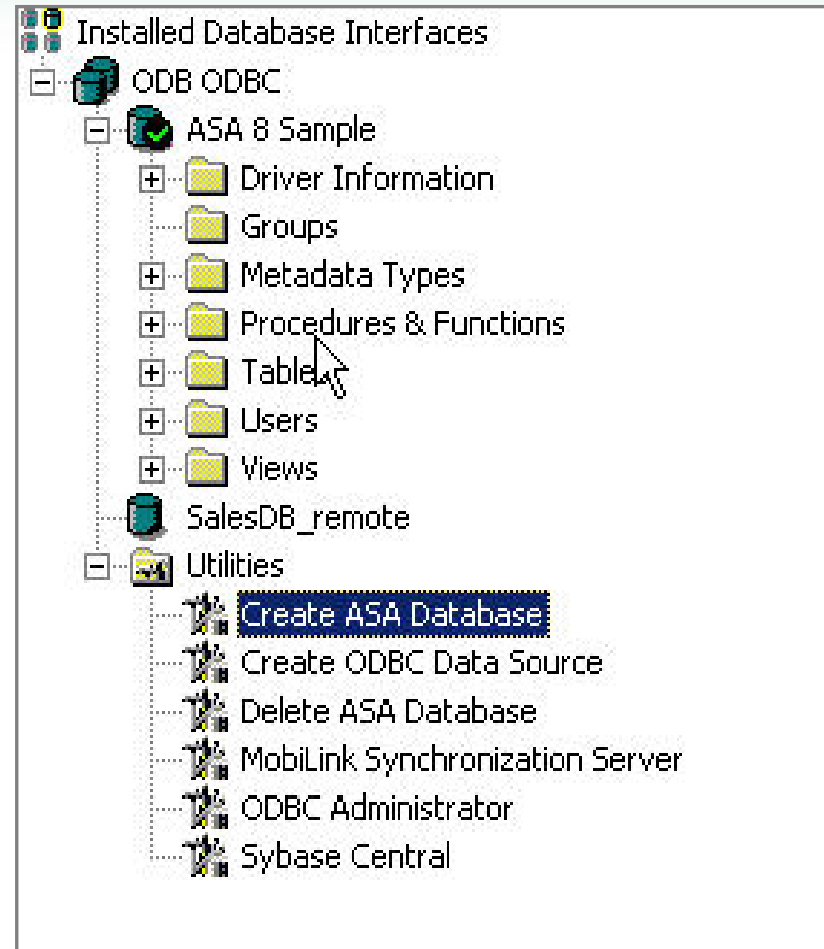 Installed Database Interfaces
ODB ODBC
ASA 8 Sample
Driver Information
Groups
Metadata Types
Procedures & Functions
Table
Users
Views
SalesDB_remote
Utilities
Create ASA Database
Create ODBC Data Source
Delete ASA Database
MobiLink Synchronization Server
ODBC Administrator
Sybase Central